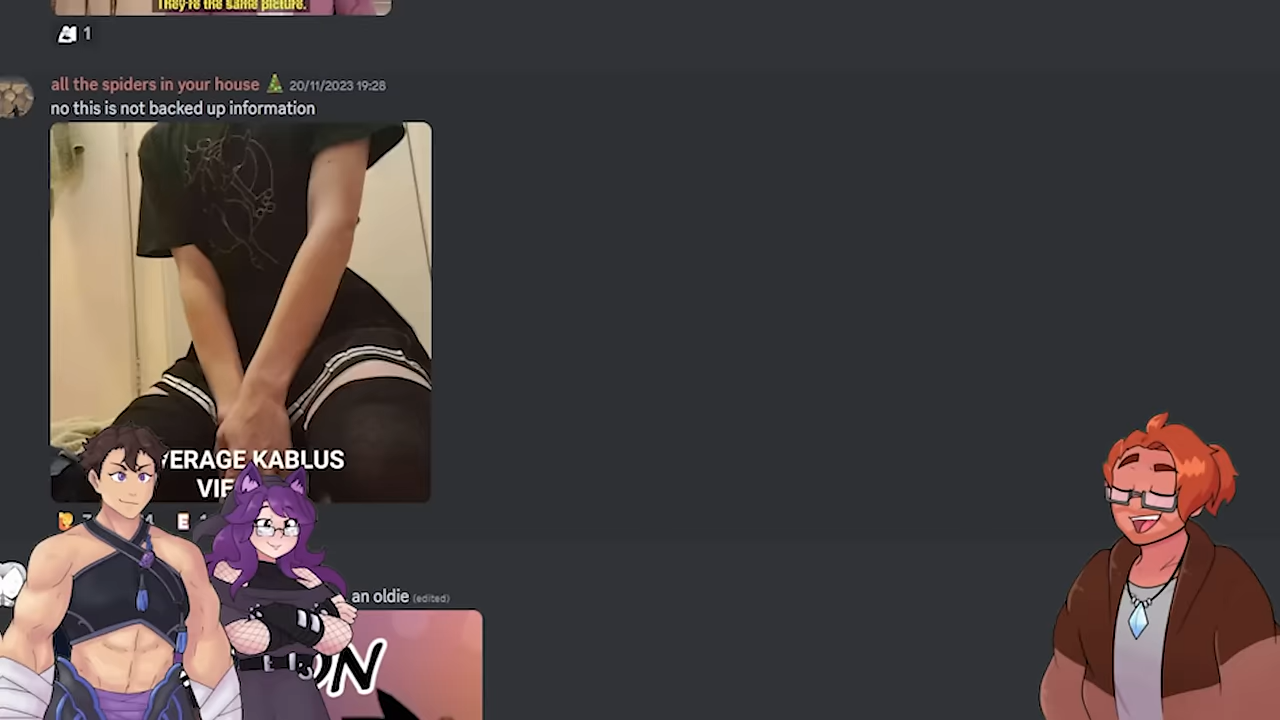 They're the same picture.
1
all the spiders in your house 20/11/2023 19:28
no this is not backed up information
ERAGE KABLUS
VIE
E
an oldie (edited)
ON